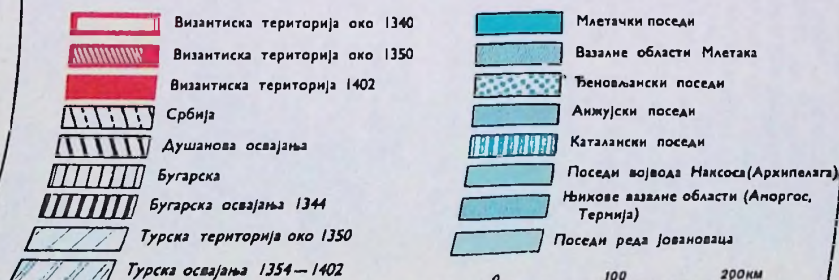 Византиска територија око 1340
Византиска територија око 1350
Византиска територија 1402
Србија
Душанова освајања
Бугарска
Бугарска освајања 1344
Турска територија око 1350
Турска освајања 1354 — 1402
Млетачки поседи
Вазалне области Млетака
Ђеновљански поседи
Анжујски поседи
Каталански поседи
Поседи војвода Наксоса (Архипелага)
Њихове вазалне области (Аморгос,
Термија)
Поседи реда Јовановаца
0 100 200 км